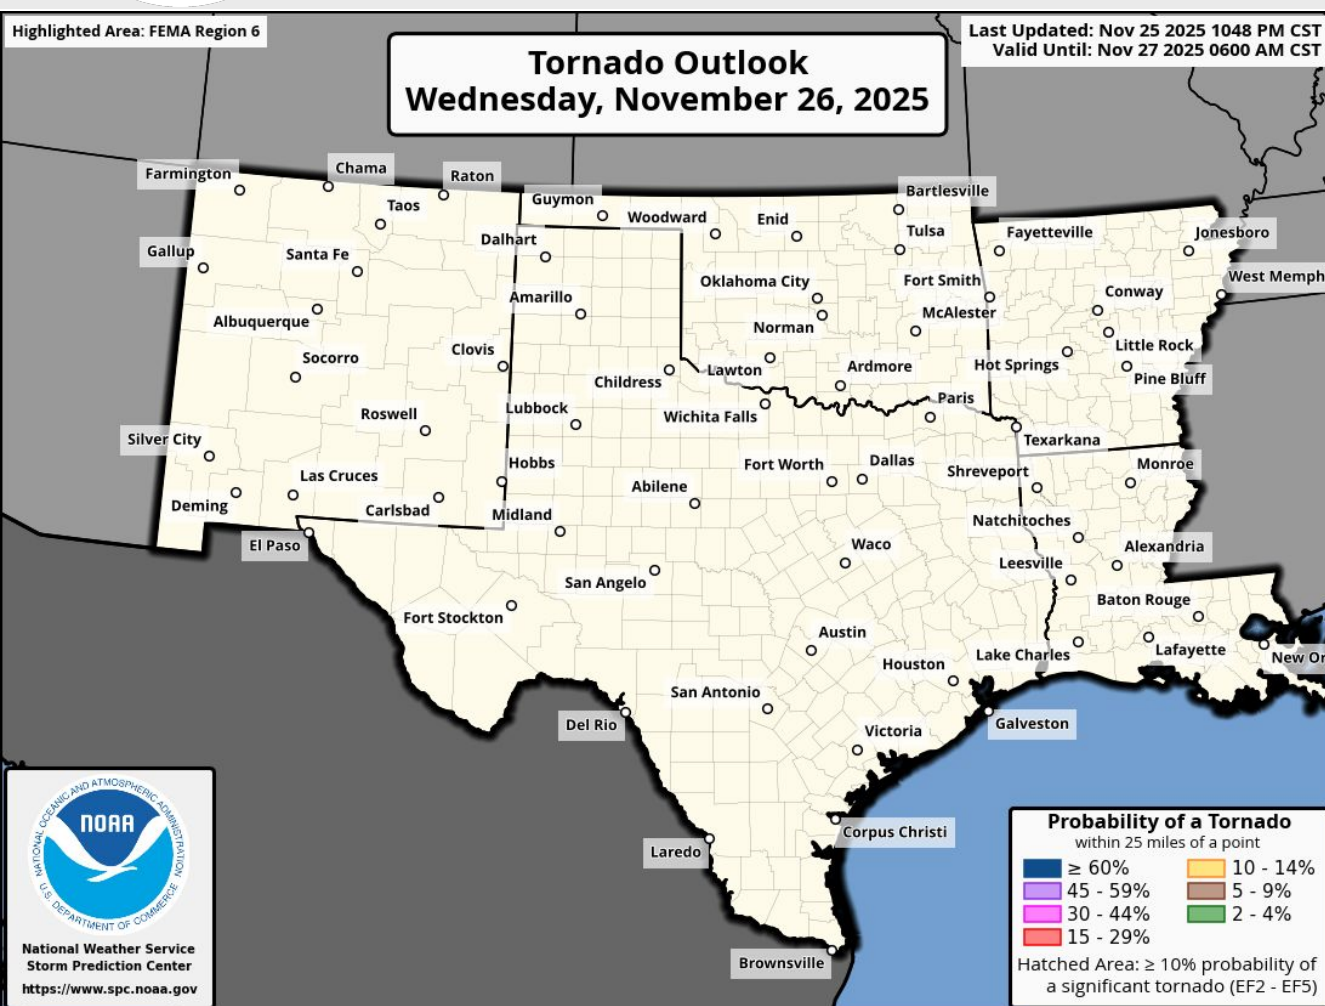 Highlighted Area: FEMA Region 6
Last Updated: Nov 25 2025 1048 PM CST
Valid Until: Nov 27 2025 0600 AM CST
Tornado Outlook
Wednesday, November 26, 2025
Farmington
Chama
Raton
Taos
Guymon
Woodward
Enid
Bartlesville
Tulsa
Fayetteville
Jonesboro
Gallup
Santa Fe
Dalhart
Oklahoma City
Fort Smith
West Memph
Conway
Amarillo
Albuquerque
Norman
McAlester
Little Rock
Socorro
Clovis
Childress
Lawton
Ardmore
Hot Springs
Pine Bluff
Roswell
Lubbock
Wichita Falls
Paris
Texarkana
Silver City
Las Cruces
Hobbs
Abilene
Fort Worth
Dallas
Shreveport
Monroe
Deming
Carlsbad
Midland
Natchitoches
El Paso
Waco
Leesville
Alexandria
San Angelo
Baton Rouge
Fort Stockton
Austin
Houston
Lake Charles
Lafayette
New Or
San Antonio
Del Rio
Victoria
Galveston
Corpus Christi
Laredo
Brownsville
NATIONAL OCEANIC AND ATMOSPHERIC ADMINISTRATION
NOAA
U.S. DEPARTMENT OF COMMERCE
National Weather Service
Storm Prediction Center
https://www.spc.noaa.gov
Probability of a Tornado
within 25 miles of a point
≥ 60%
45 - 59%
30 - 44%
15 - 29%
10 - 14%
5 - 9%
2 - 4%
Hatched Area: ≥ 10% probability of
a significant tornado (EF2 - EF5)